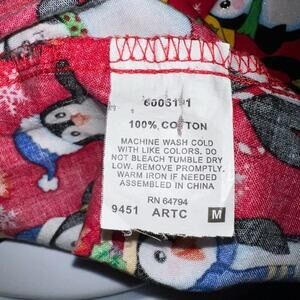 6005191
100% COTTON
MACHINE WASH COLD
WITH LIKE COLORS. DO
NOT BLEACH TUMBLE DRY
LOW. REMOVE PROMPTLY.
WARM IRON IF NEEDED
ASSEMBLED IN CHINA
RN 64794
9451 ARTC M